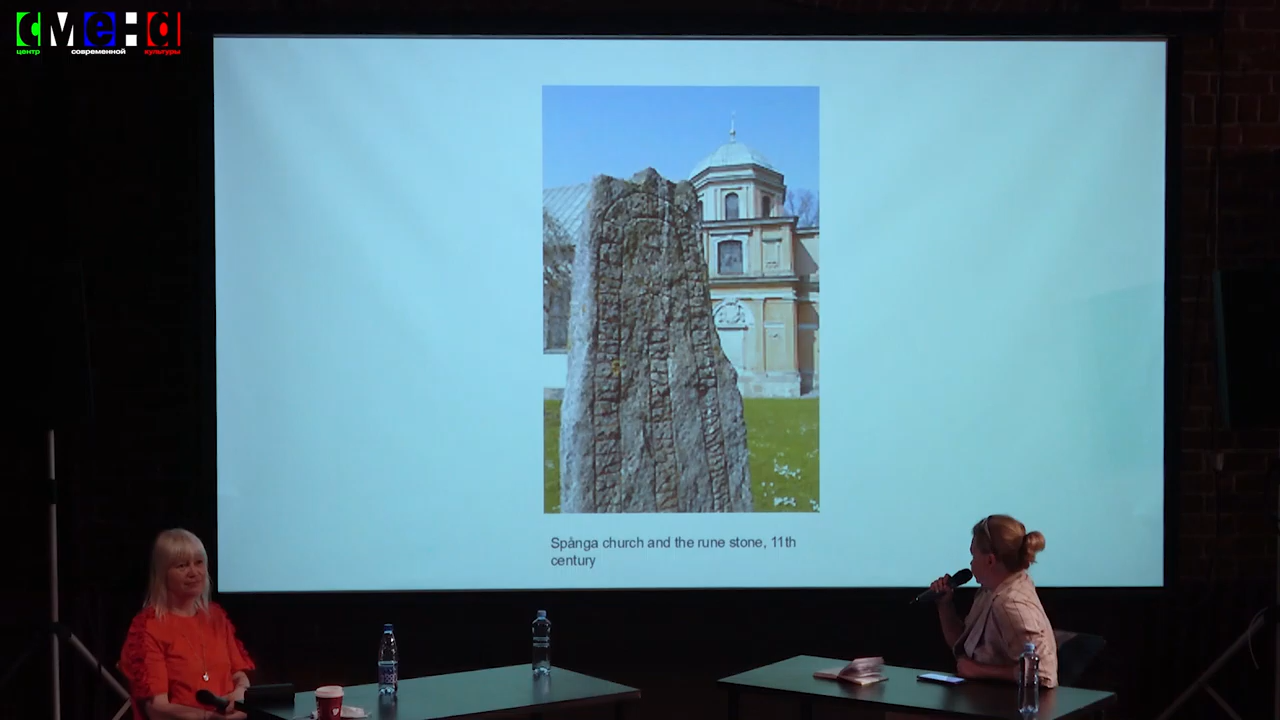 смена
центр современной культуры
Spånga church and the rune stone, 11th
century